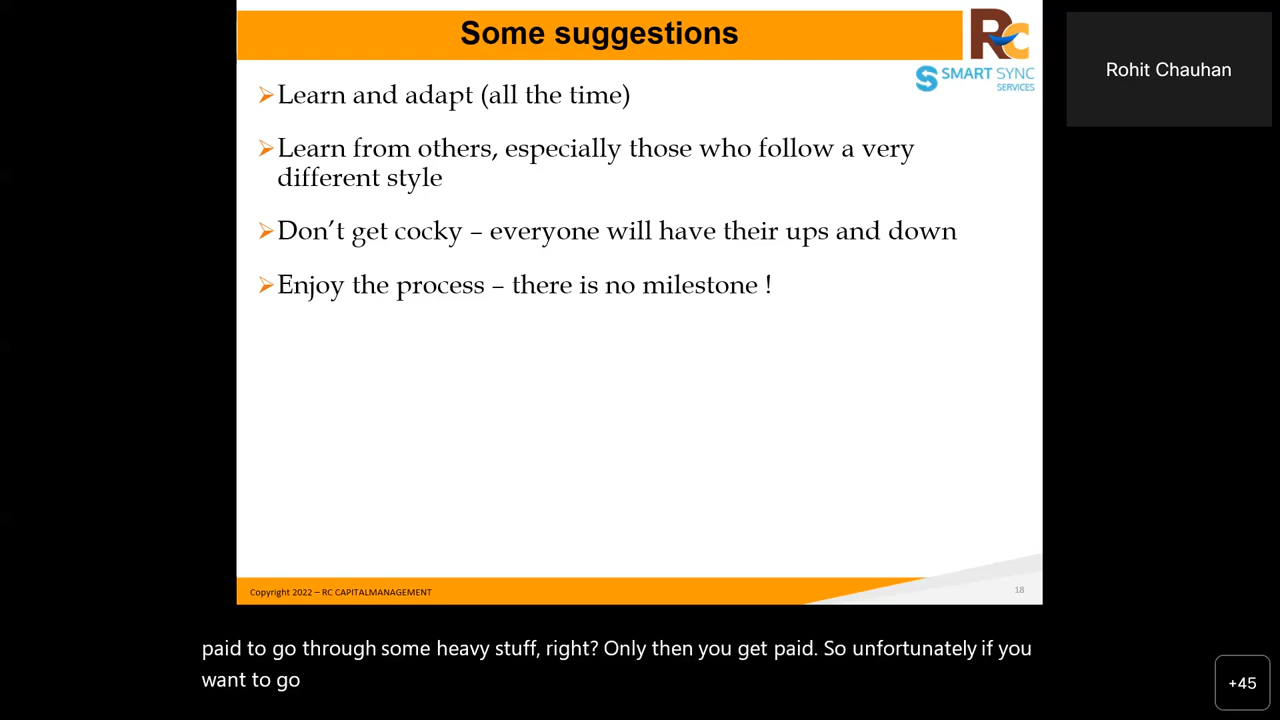 Some suggestions
RC
SMART SYNC
SERVICES
Rohit Chauhan
➢Learn and adapt (all the time)
➢Learn from others, especially those who follow a very
different style
➢Don’t get cocky – everyone will have their ups and down
➢Enjoy the process – there is no milestone !
Copyright 2022 – RC CAPITALMANAGEMENT
18
paid to go through some heavy stuff, right? Only then you get paid. So unfortunately if you
want to go
+45